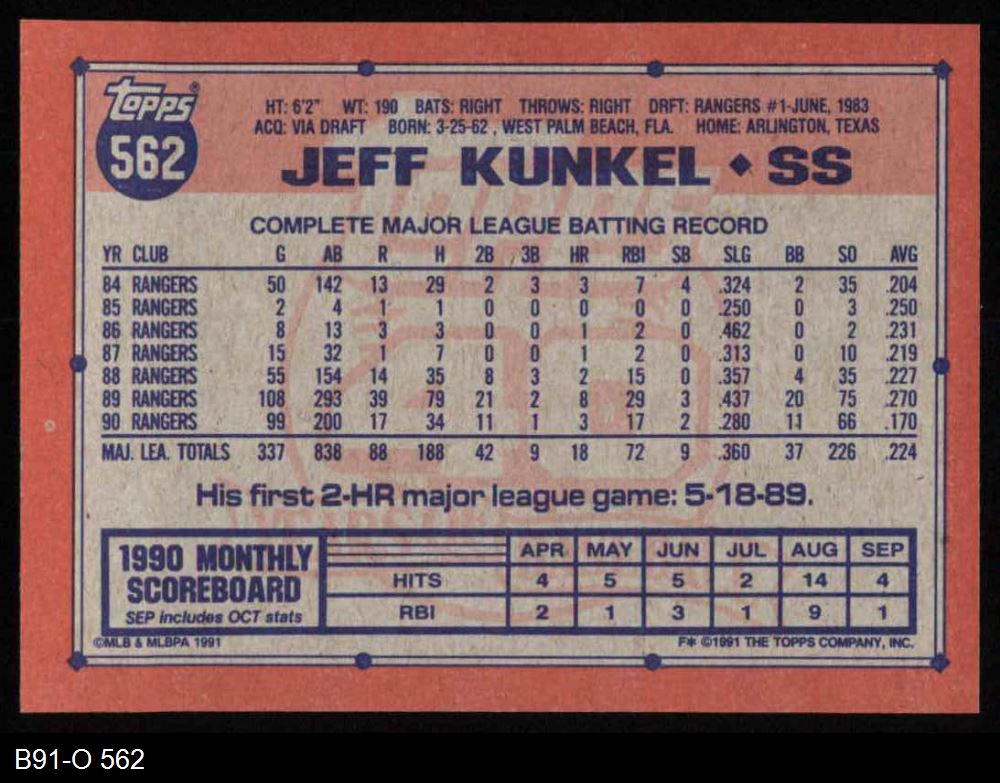 TOPPS®
562
HT: 6'2" WT: 190 BATS: RIGHT THROWS: RIGHT DRFT: RANGERS #1-JUNE, 1983
ACQ: VIA DRAFT BORN: 3-25-62 , WEST PALM BEACH, FLA. HOME: ARLINGTON, TEXAS
JEFF KUNKEL ♦ SS
COMPLETE MAJOR LEAGUE BATTING RECORD
YR CLUB G AB R H 2B 3B HR RBI SB SLG BB SO AVG
84 RANGERS 50 142 13 29 2 3 3 7 4 .324 2 35 .204
85 RANGERS 2 4 1 1 0 0 0 0 0 .250 0 3 .250
86 RANGERS 8 13 3 3 0 0 1 2 0 .462 0 2 .231
87 RANGERS 15 32 1 7 0 0 1 2 0 .313 0 10 .219
88 RANGERS 55 154 14 35 8 3 2 15 0 .357 4 35 .227
89 RANGERS 108 293 39 79 21 2 8 29 3 .437 20 75 .270
90 RANGERS 99 200 17 34 11 1 3 17 2 .280 11 66 .170
MAJ. LEA. TOTALS 337 838 88 188 42 9 18 72 9 .360 37 226 .224
His first 2-HR major league game: 5-18-89.
1990 MONTHLY
SCOREBOARD
SEP includes OCT stats
APR MAY JUN JUL AUG SEP
HITS 4 5 5 2 14 4
RBI 2 1 3 1 9 1
©MLB & MLBPA 1991
F* ©1991 THE TOPPS COMPANY, INC.
B91-O 562